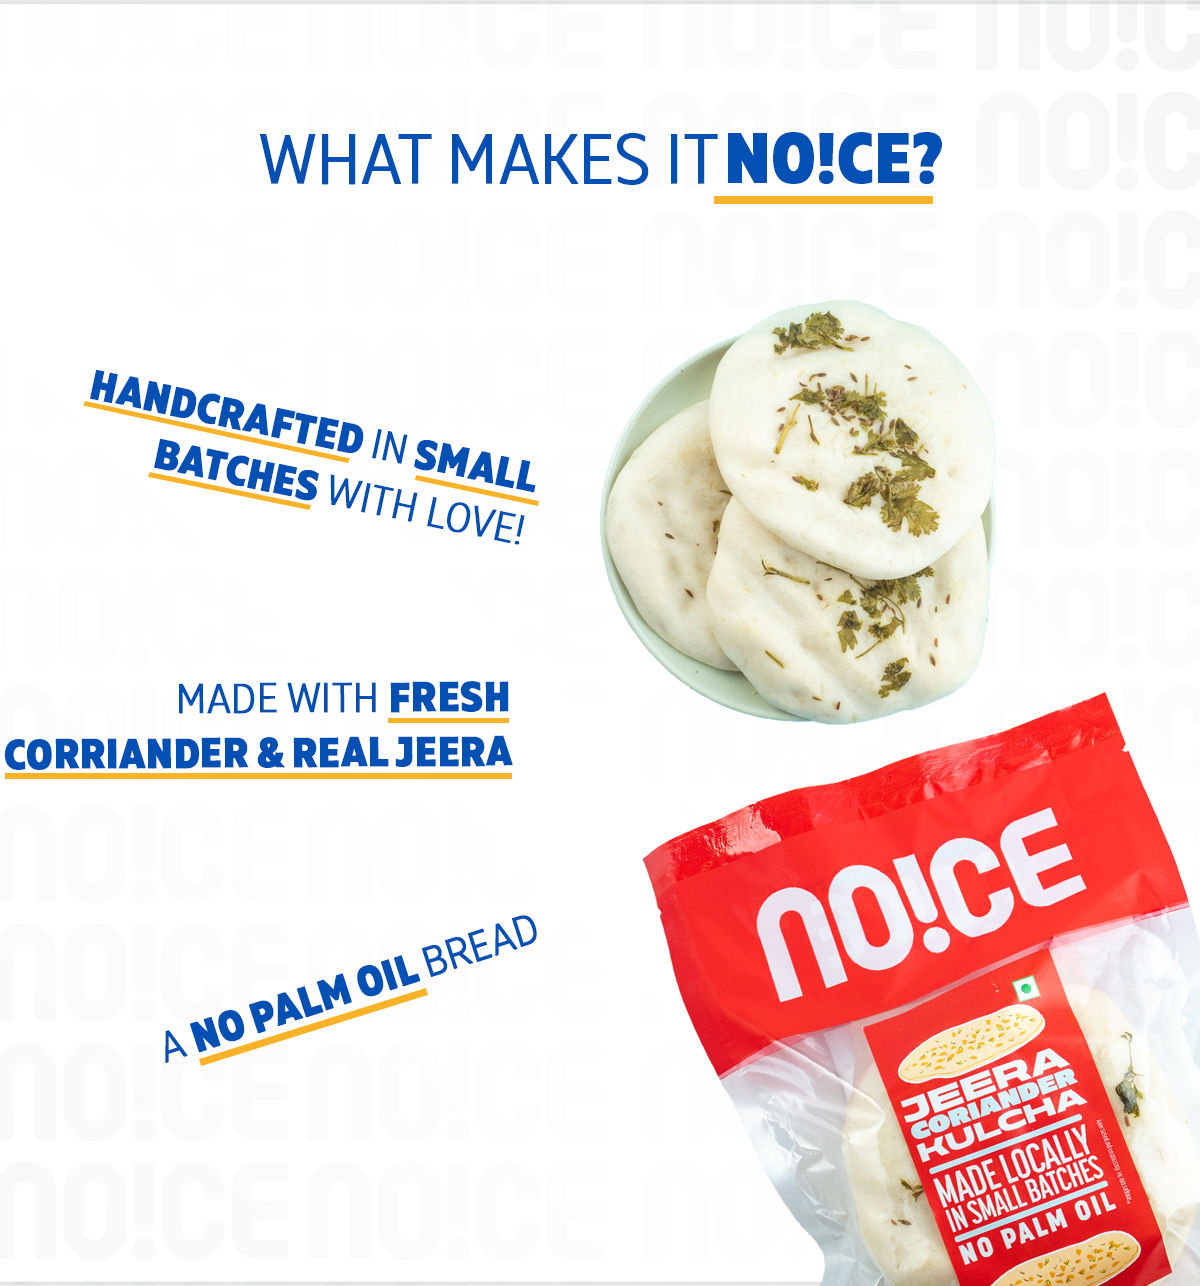 WHAT MAKES IT NO!CE?
HANDCRAFTED IN SMALL
BATCHES WITH LOVE!
MADE WITH FRESH
CORRIANDER & REAL JEERA
A NO PALM OIL BREAD
NO!CE
JEERA
CORIANDER
KULCHA
MADE LOCALLY
IN SMALL BATCHES
NO PALM OIL